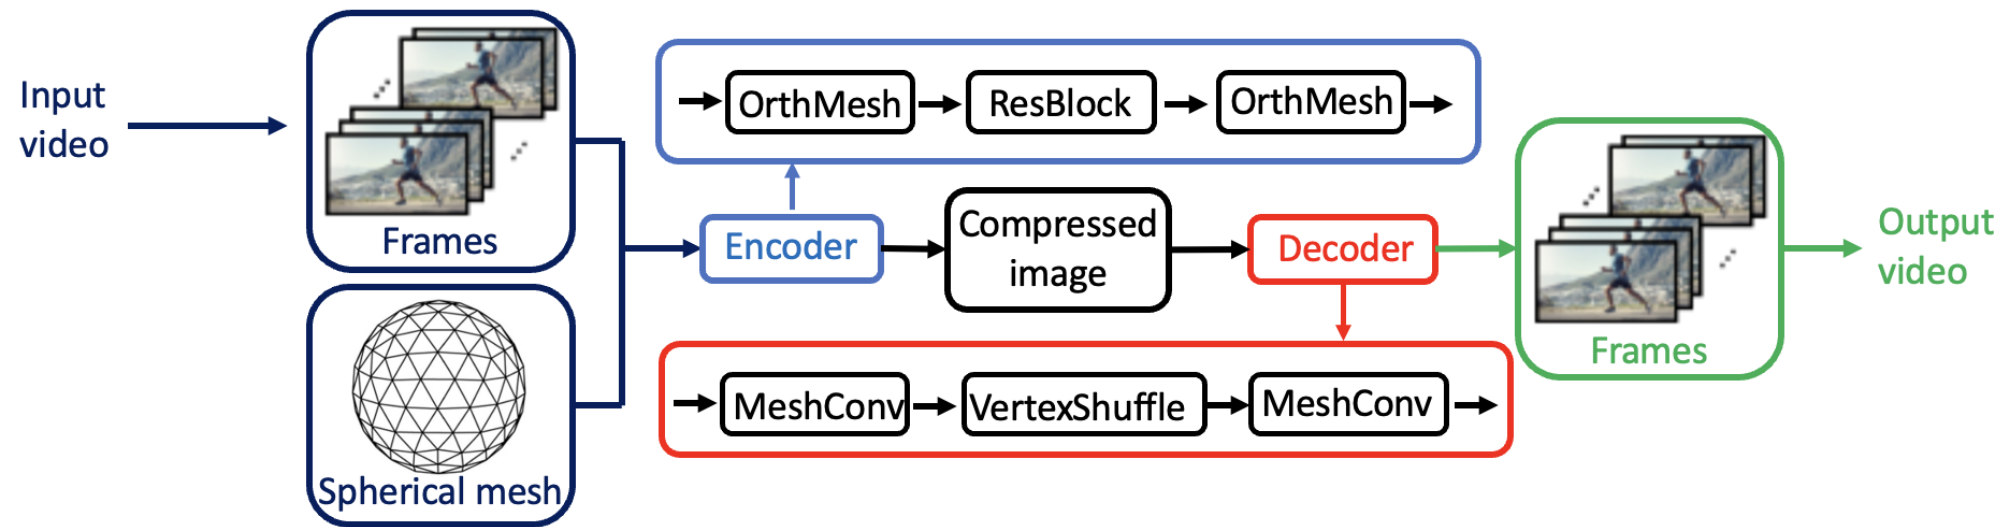 Input
video
Frames
Spherical mesh
OrthMesh
ResBlock
OrthMesh
Encoder
Compressed
image
Decoder
MeshConv
VertexShuffle
MeshConv
Frames
Output
video